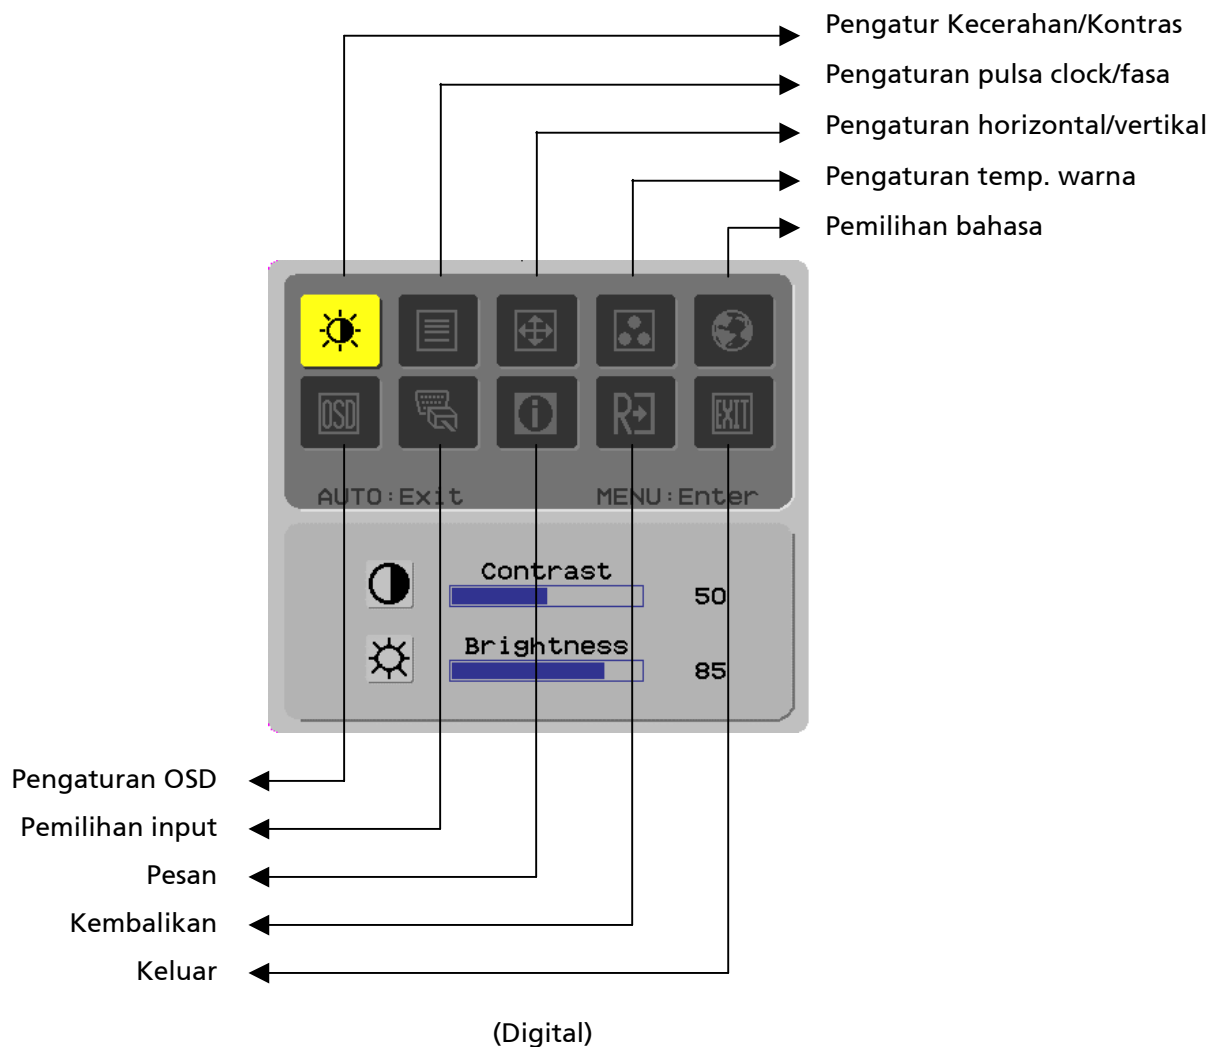 Pengatur Kecerahan/Kontras
Pengaturan pulsa clock/fasa
Pengaturan horizontal/vertikal
Pengaturan temp. warna
Pemilihan bahasa
OSD
i
R
EXIT
AUTO:Exit MENU:Enter
Contrast
50
Brightness
85
Pengaturan OSD
Pemilihan input
Pesan
Kembalikan
Keluar
(Digital)